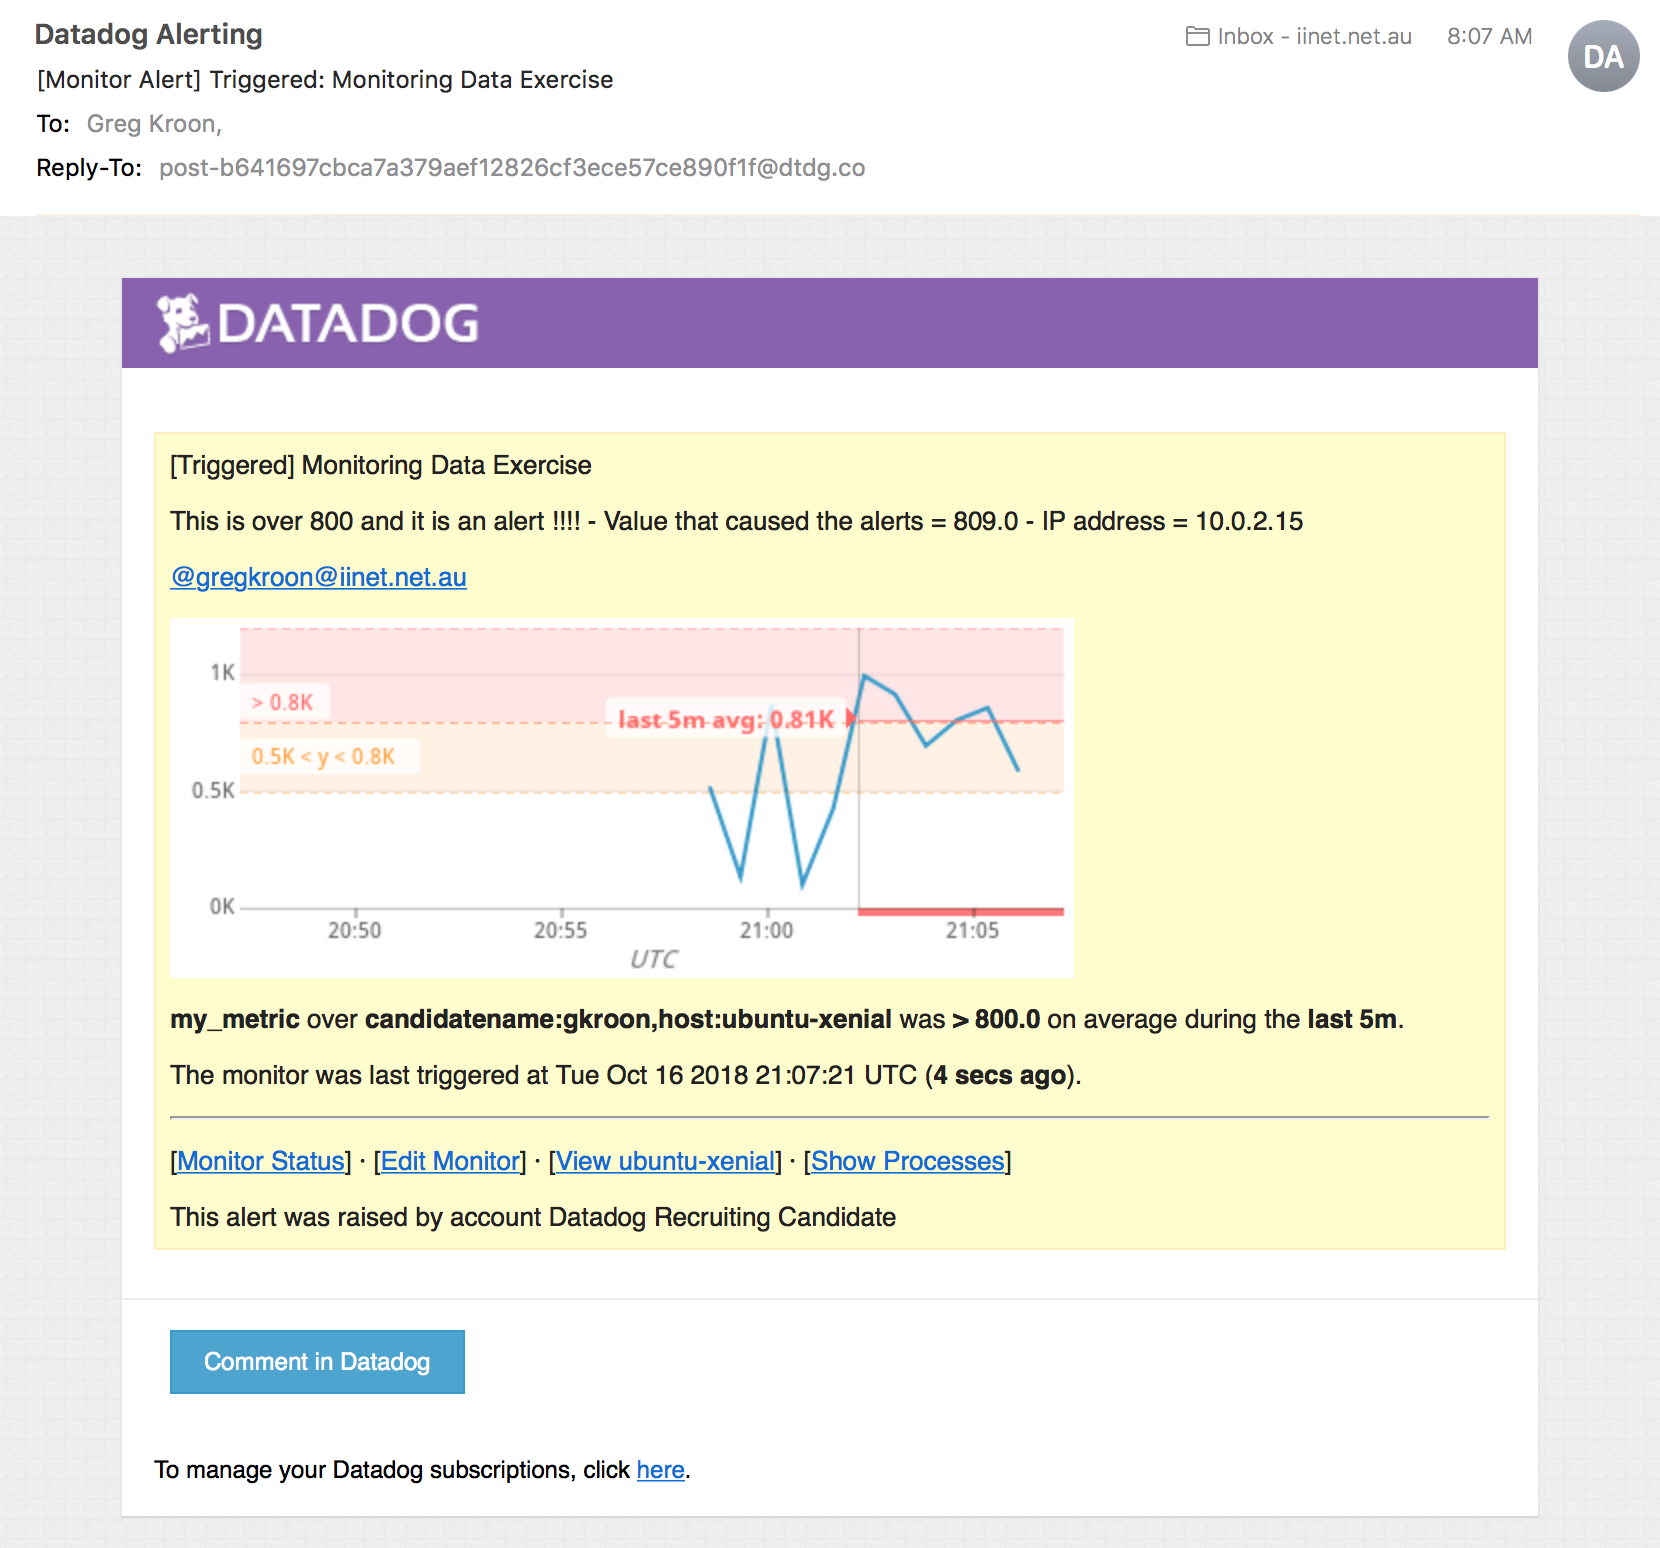 Datadog Alerting
Inbox - iinet.net.au 8:07 AM
DA
[Monitor Alert] Triggered: Monitoring Data Exercise
To: Greg Kroon,
Reply-To: post-b641697cbca7a379aef12826cf3ece57ce890f1f@dtdg.co
DATADOG
[Triggered] Monitoring Data Exercise
This is over 800 and it is an alert !!!! - Value that caused the alerts = 809.0 - IP address = 10.0.2.15
@gregkroon@iinet.net.au
1K
> 0.8K
last 5m avg: 0.81K
0.5K < y < 0.8K
0.5K
0K
20:50 20:55 21:00 21:05
UTC
my_metric over candidatename:gkroon,host:ubuntu-xenial was > 800.0 on average during the last 5m.
The monitor was last triggered at Tue Oct 16 2018 21:07:21 UTC (4 secs ago).
[Monitor Status] · [Edit Monitor] · [View ubuntu-xenial] · [Show Processes]
This alert was raised by account Datadog Recruiting Candidate
Comment in Datadog
To manage your Datadog subscriptions, click here.